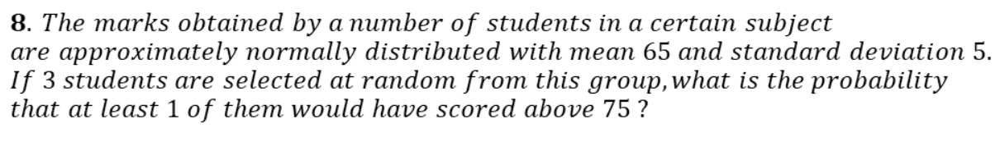 8. The marks obtained by a number of students in a certain subject
are approximately normally distributed with mean 65 and standard deviation 5.
If 3 students are selected at random from this group, what is the probability
that at least 1 of them would have scored above 75 ?